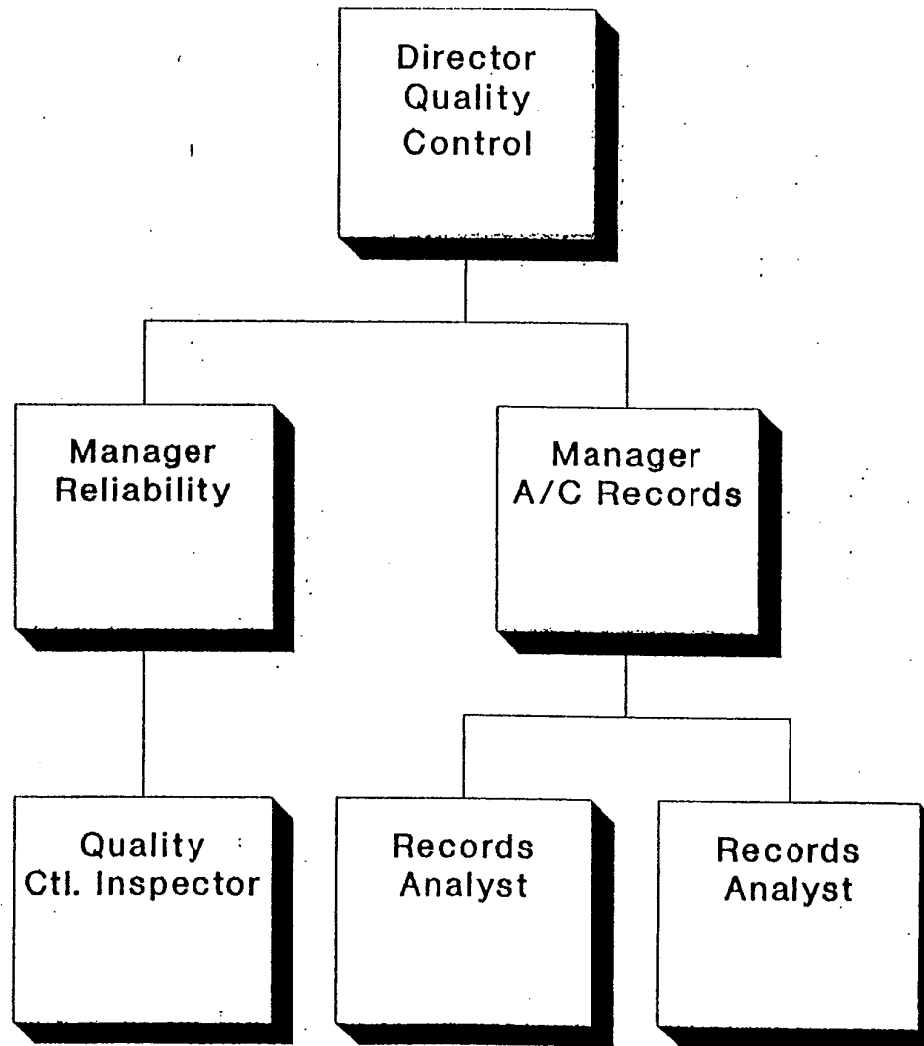 Director
Quality
Control
Manager
Reliability
Manager
A/C Records
Quality
Ctl. Inspector
Records
Analyst
Records
Analyst